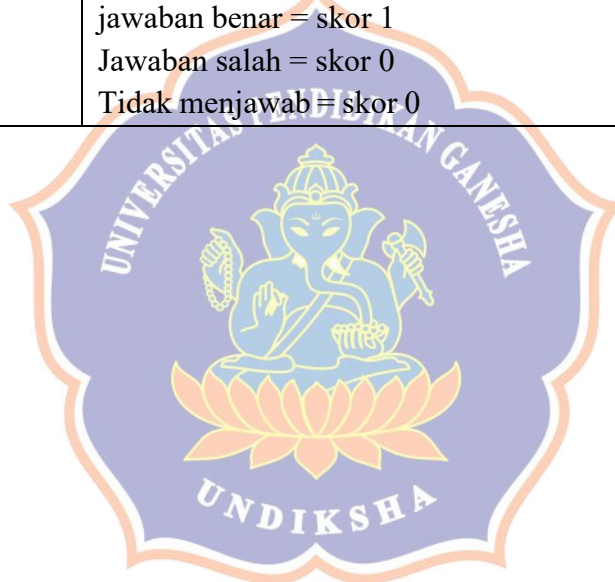 jawaban benar = skor 1
Jawaban salah = skor 0
Tidak menjawab = skor 0
UNIVERSITAS PENDIDIKAN GANESHA
UNDIKSHA